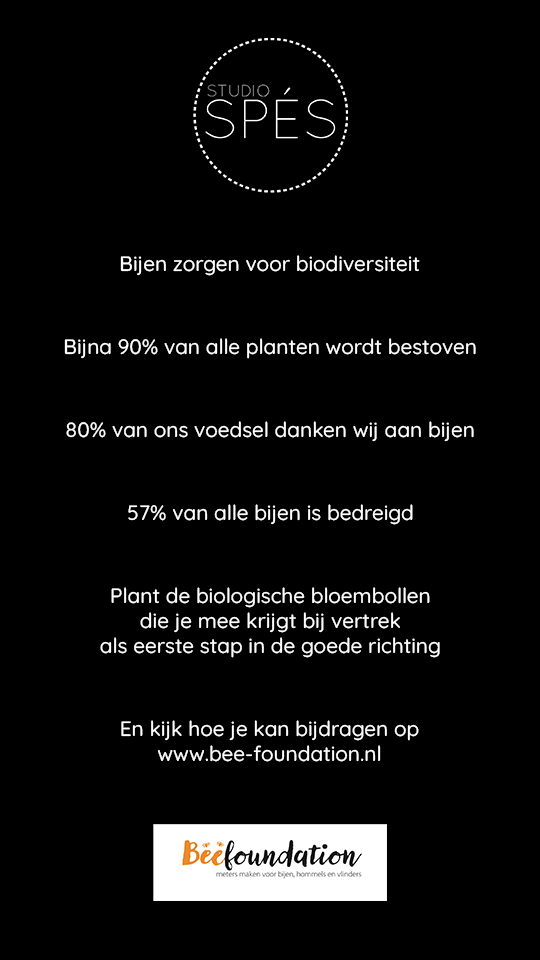 STUDIO
SPÉS
Bijen zorgen voor biodiversiteit
Bijna 90% van alle planten wordt bestoven
80% van ons voedsel danken wij aan bijen
57% van alle bijen is bedreigd
Plant de biologische bloembollen
die je mee krijgt bij vertrek
als eerste stap in de goede richting
En kijk hoe je kan bijdragen op
www.bee-foundation.nl
Beefoundation
meters maken voor bijen, hommels en vlinders